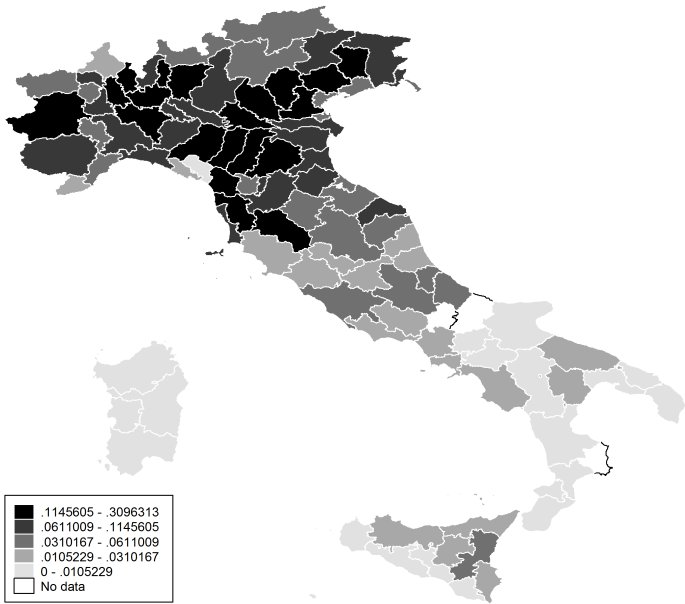 .1145605 - .3096313
.0611009 - .1145605
.0310167 - .0611009
.0105229 - .0310167
0 - .0105229
No data